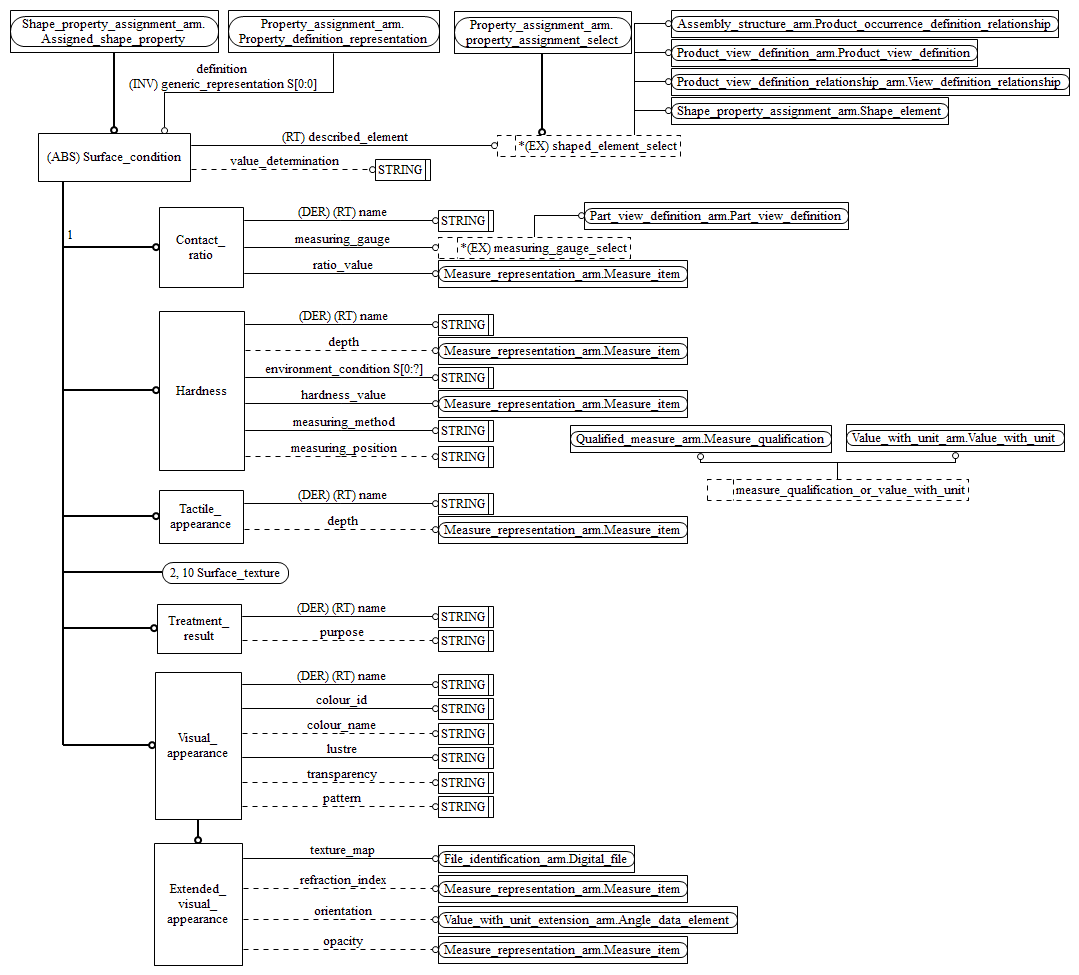 Shape_property_assignment_arm.
Assigned_shape_property
Property_assignment_arm.
Property_definition_representation
Property_assignment_arm.
property_assignment_select
Assembly_structure_arm.Product_occurrence_definition_relationship
Product_view_definition_arm.Product_view_definition
Product_view_definition_relationship_arm.View_definition_relationship
Shape_property_assignment_arm.Shape_element
definition
(INV) generic_representation S[0:0]
(ABS) Surface_condition
(RT) described_element
*(EX) shaped_element_select
value_determination
STRING
1
Contact_
ratio
(DER) (RT) name
STRING
measuring_gauge
*(EX) measuring_gauge_select
Part_view_definition_arm.Part_view_definition
ratio_value
Measure_representation_arm.Measure_item
Hardness
(DER) (RT) name
STRING
depth
Measure_representation_arm.Measure_item
environment_condition S[0:?]
STRING
hardness_value
Measure_representation_arm.Measure_item
measuring_method
STRING
measuring_position
STRING
Qualified_measure_arm.Measure_qualification
Value_with_unit_arm.Value_with_unit
measure_qualification_or_value_with_unit
Tactile_
appearance
(DER) (RT) name
STRING
depth
Measure_representation_arm.Measure_item
2, 10 Surface_texture
Treatment_
result
(DER) (RT) name
STRING
purpose
STRING
Visual_
appearance
(DER) (RT) name
STRING
colour_id
STRING
colour_name
STRING
lustre
STRING
transparency
STRING
pattern
STRING
Extended_
visual_
appearance
texture_map
File_identification_arm.Digital_file
refraction_index
Measure_representation_arm.Measure_item
orientation
Value_with_unit_extension_arm.Angle_data_element
opacity
Measure_representation_arm.Measure_item